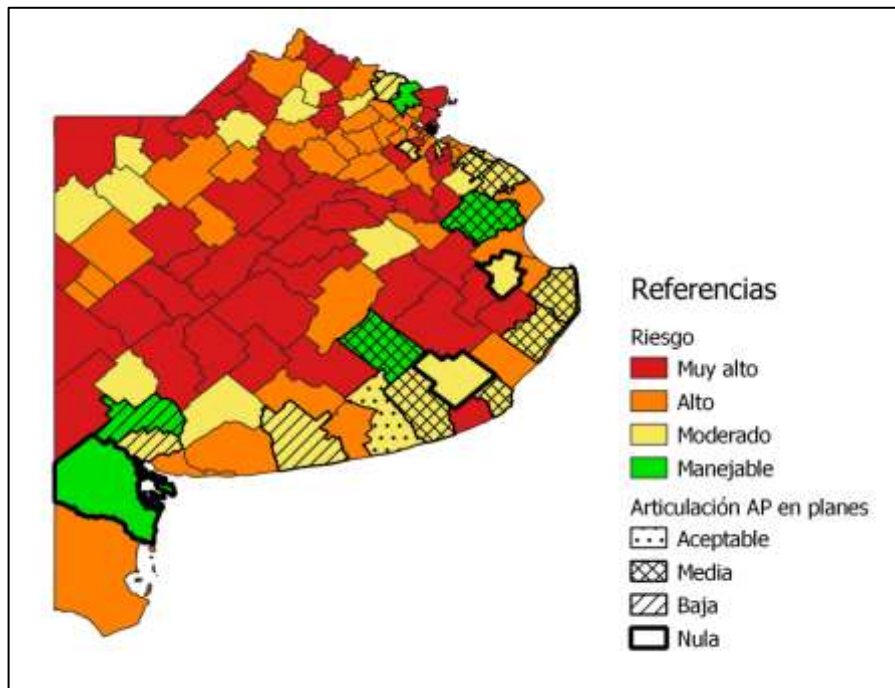 Referencias
Riesgo
Muy alto
Alto
Moderado
Manejable
Articulación AP en planes
Aceptable
Media
Baja
Nula